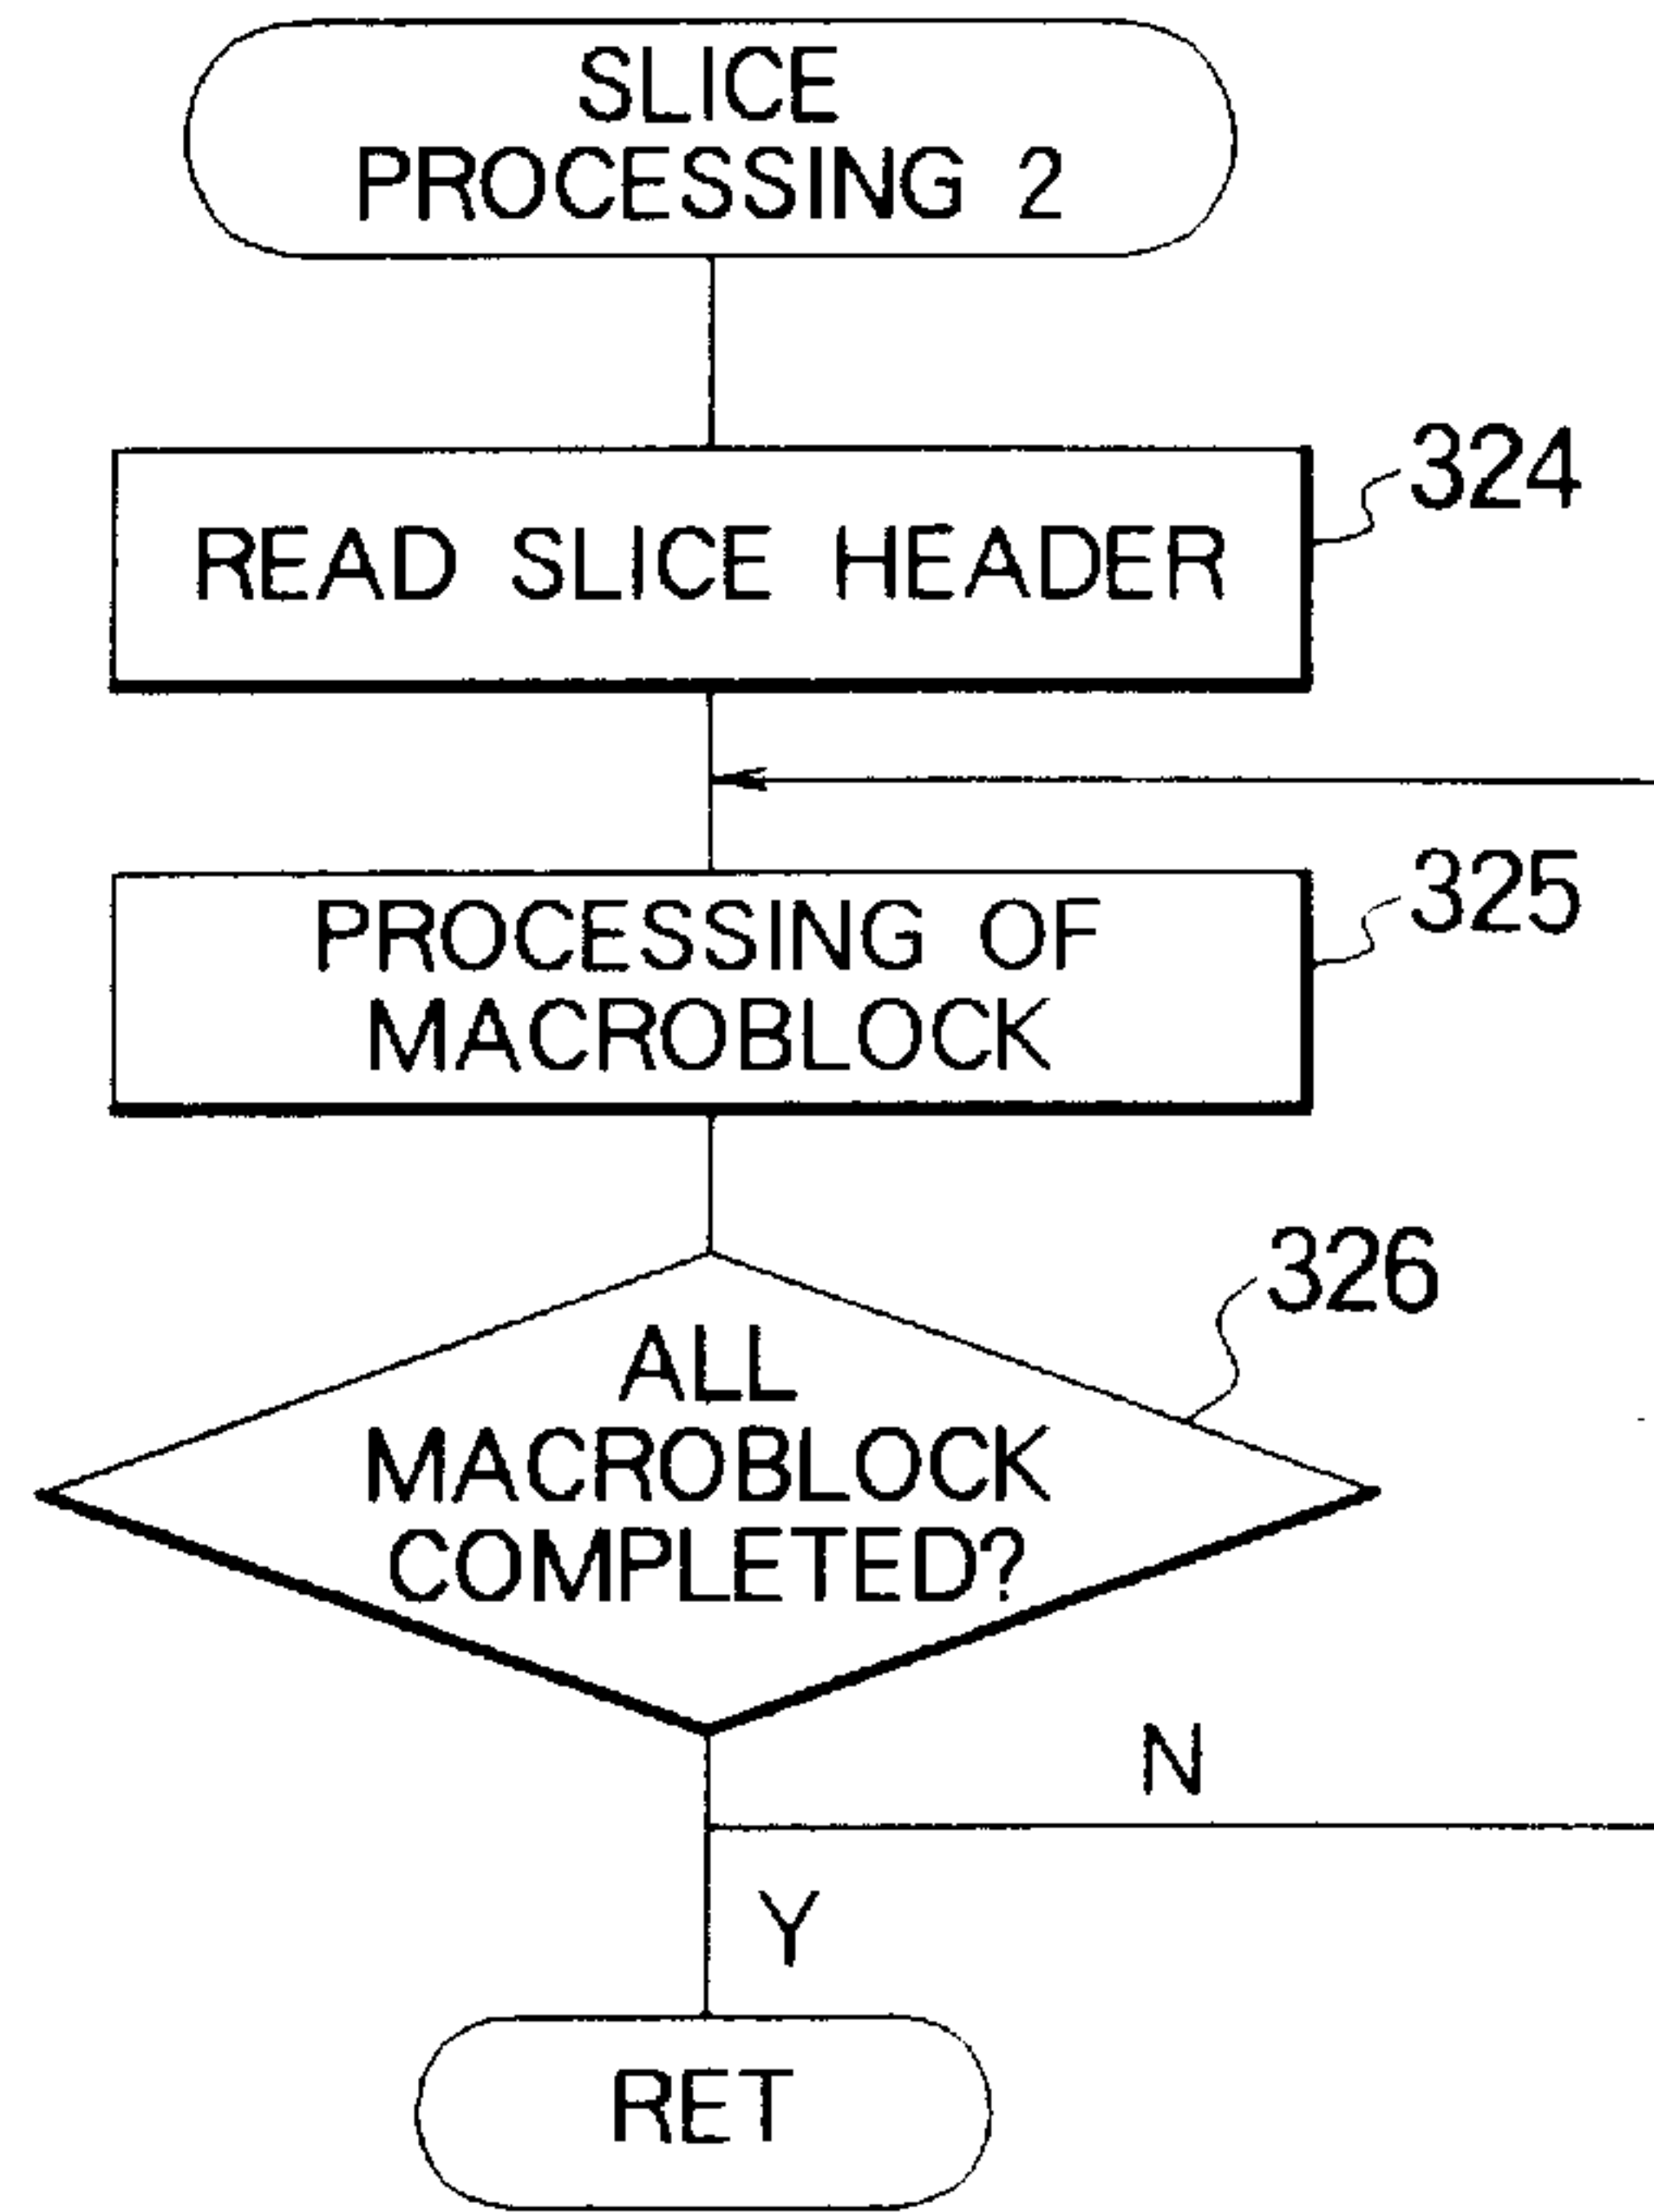 SLICE
PROCESSING 2
324
READ SLICE HEADER
325
PROCESSING OF
MACROBLOCK
326
ALL
MACROBLOCK
COMPLETED?
N
Y
RET